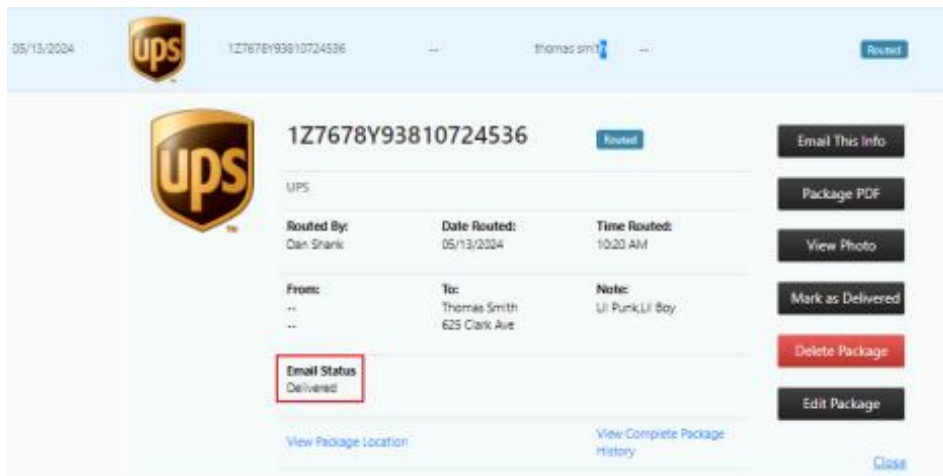 05/13/2024 ups 1Z7678Y93810724536 -- thomas smith -- Routed
ups
1Z7678Y93810724536 Routed
Email This Info
UPS
Package PDF
Routed By: Date Routed: Time Routed:
Dan Shank 05/13/2024 10:20 AM
View Photo
From: To: Note:
-- Thomas Smith Lil Punk,Lil Boy
-- 625 Clark Ave
Mark as Delivered
Delete Package
Email Status
Delivered
Edit Package
View Package Location View Complete Package
History
Close